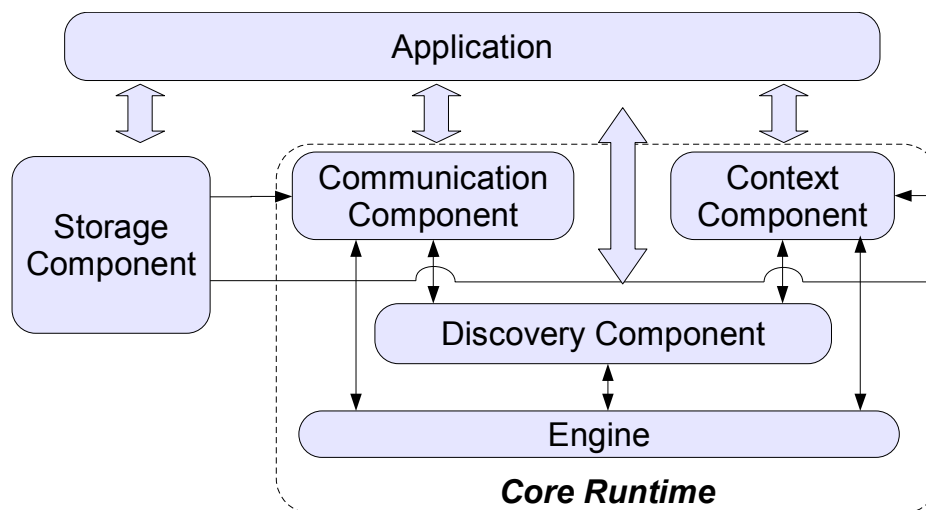 Application
Communication
Component
Context
Component
Storage
Component
Discovery Component
Engine
Core Runtime